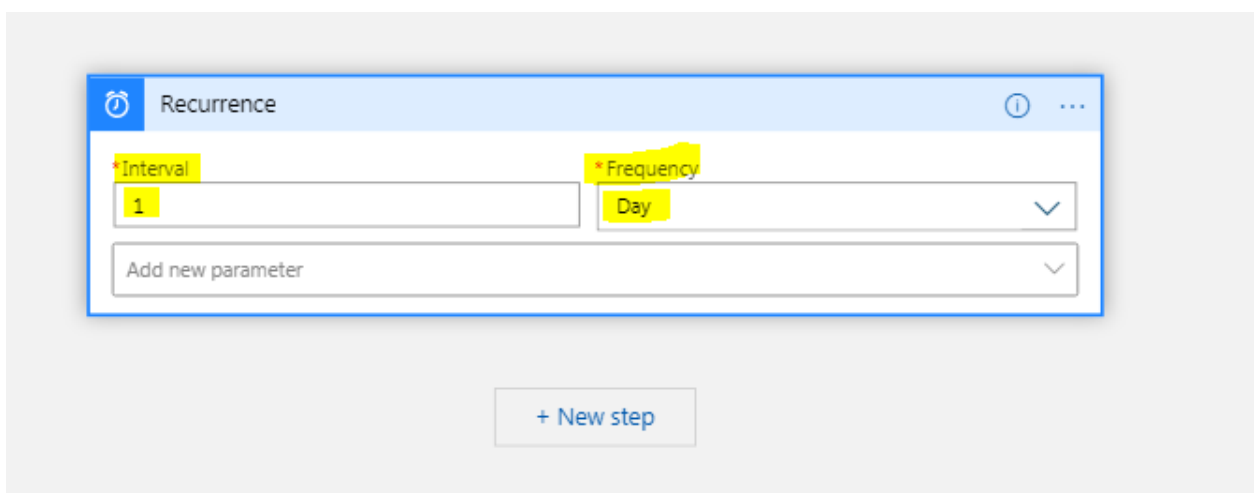 Recurrence
*Interval
*Frequency
1
Day
Add new parameter
+ New step